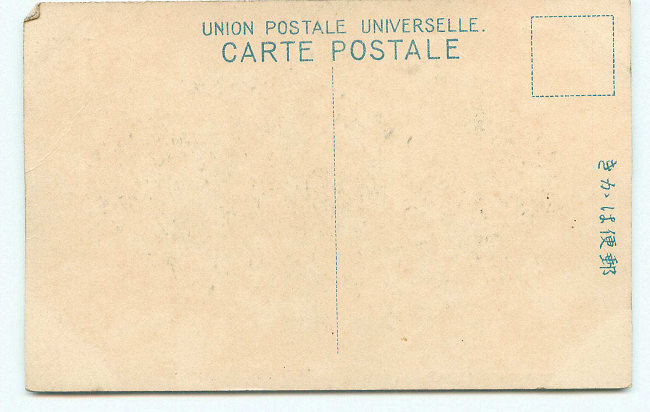 UNION POSTALE UNIVERSELLE.
CARTE POSTALE
郵便はかき